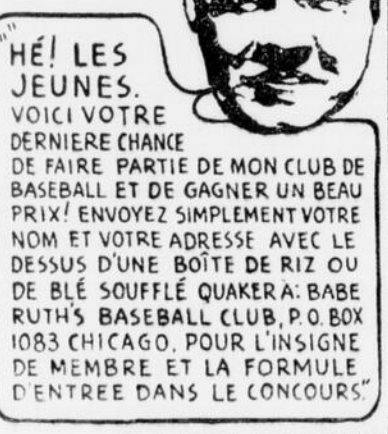 "HÉ! LES
JEUNES.
VOICI VOTRE
DERNIERE CHANCE
DE FAIRE PARTIE DE MON CLUB DE
BASEBALL ET DE GAGNER UN BEAU
PRIX! ENVOYEZ SIMPLEMENT VOTRE
NOM ET VOTRE ADRESSE AVEC LE
DESSUS D'UNE BOÎTE DE RIZ OU
DE BLÉ SOUFFLÉ QUAKER À: BABE
RUTH'S BASEBALL CLUB, P.O. BOX
1083 CHICAGO, POUR L'INSIGNE
DE MEMBRE ET LA FORMULE
D'ENTREE DANS LE CONCOURS."